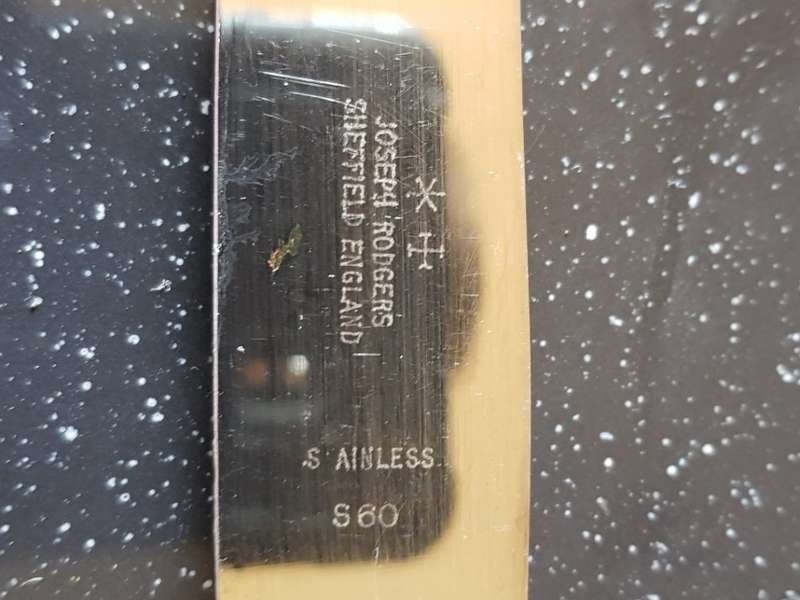 JOSEPH RODGERS
SHEFFIELD ENGLAND
S AINLESS
S60